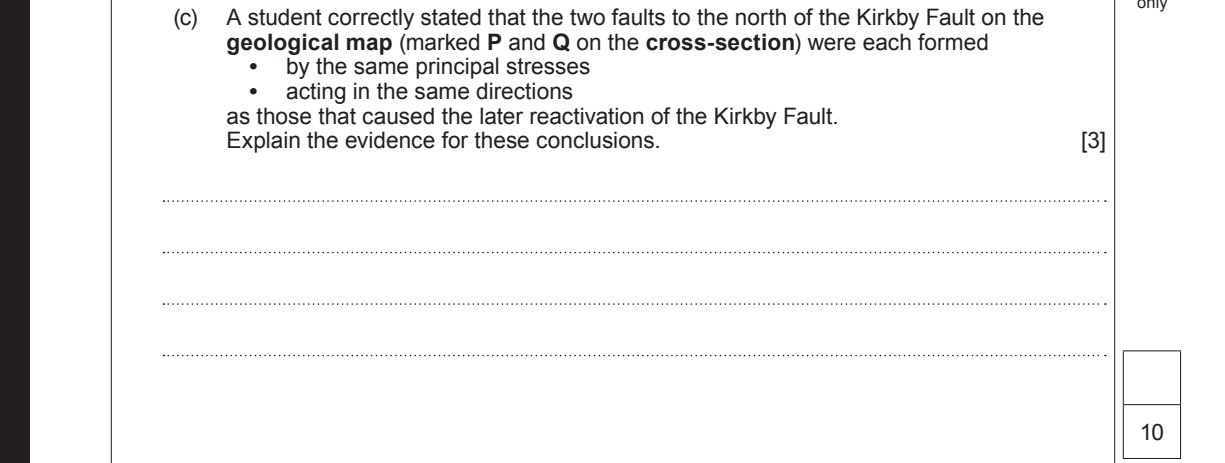 only
(c) A student correctly stated that the two faults to the north of the Kirkby Fault on the
geological map (marked P and Q on the cross-section) were each formed
• by the same principal stresses
• acting in the same directions
as those that caused the later reactivation of the Kirkby Fault.
Explain the evidence for these conclusions. [3]
10